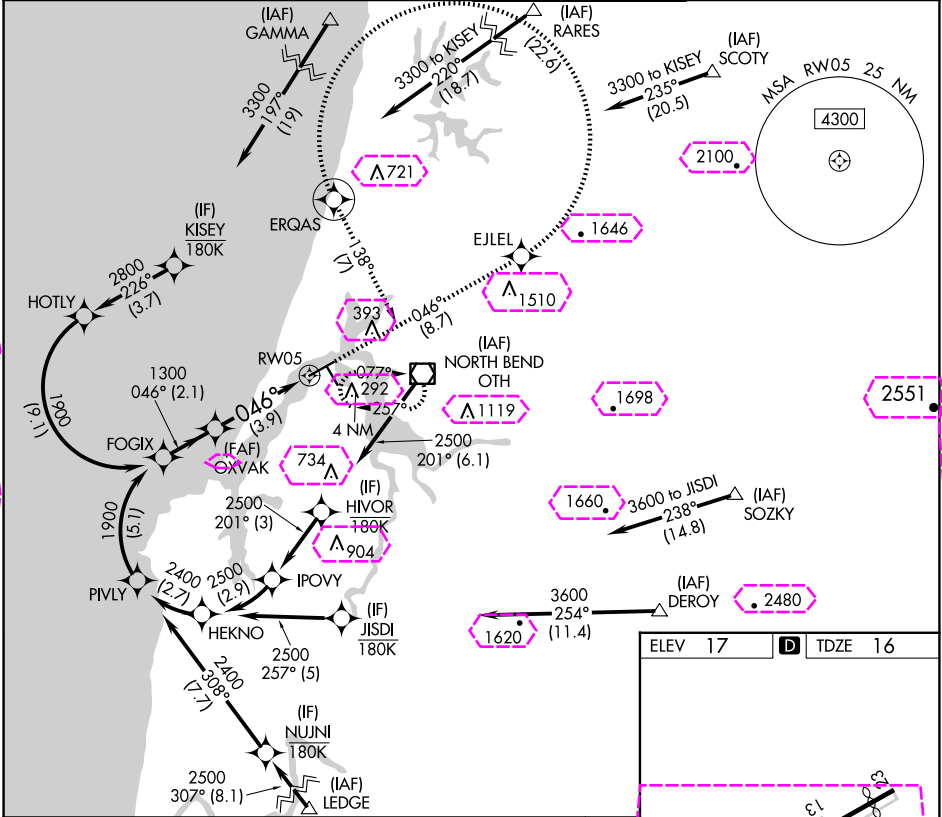 (IAF)
GAMMA
3300
197°
(19)
3300 to KISEY
220°
(18.7)
(IAF)
RARES
(22.6)
3300 to KISEY
235°
(20.5)
(IAF)
SCOTY
MSA RW05 25 NM
4300
2100
721
ERQAS
138°
(7)
1646
EJLEL
1510
046°
(8.7)
393
(IF)
KISEY
180K
2800
226°
(3.7)
HOTLY
1900
(9.1)
RW05
(IAF)
NORTH BEND
OTH
077°
292
257°
4 NM
1119
1698
2551
1300
046° (2.1)
046°
(3.9)
FOGIX
(FAF)
OXVAK
2500
201° (6.1)
734
1900
(5.1)
2500
201° (3)
(IF)
HIVOR
180K
904
1660
3600 to JISDI
238°
(14.8)
(IAF)
SOZKY
PIVLY
2400
(2.7)
2500
(2.9)
IPOVY
HEKNO
(IF)
JISDI
180K
2500
257° (5)
3600
254°
(11.4)
(IAF)
DEROY
2480
1620
2400
308°
(7.7)
(IF)
NUJNI
180K
2500
307° (8.1)
(IAF)
LEDGE
ELEV 17 D TDZE 16
13
23